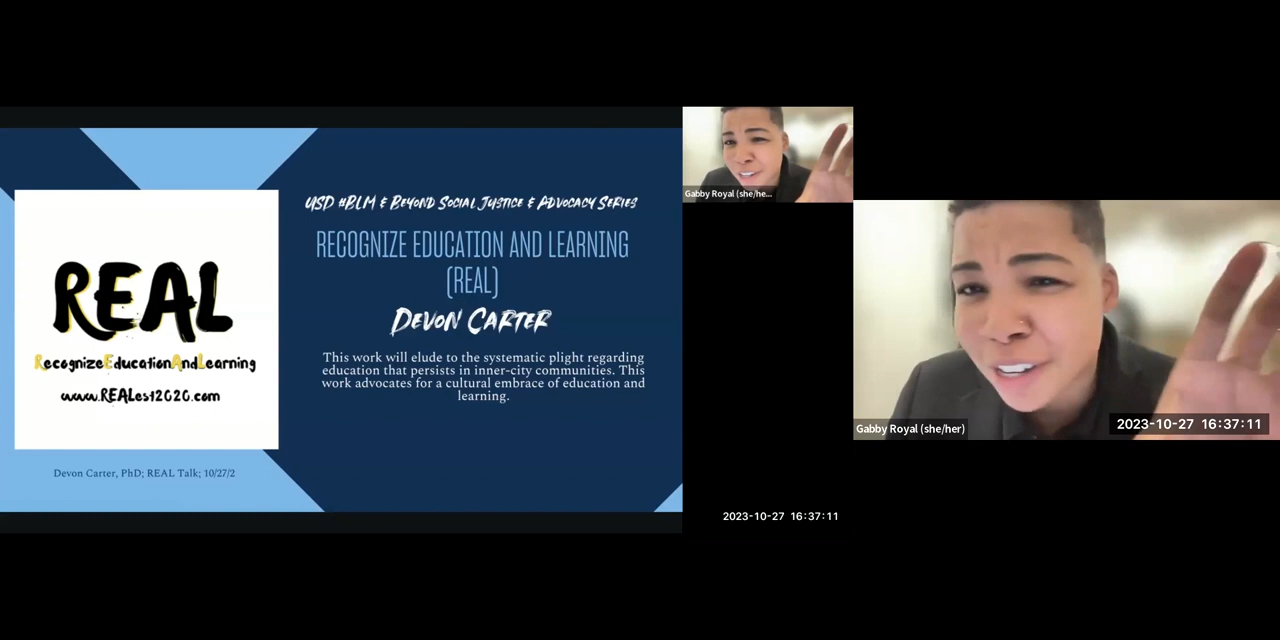 REAL
RecognizeEducationAndLearning
www.REALest2020.com
Devon Carter, PhD; REAL Talk; 10/27/2
USD #BLM & Beyond Social Justice & Advocacy Series
RECOGNIZE EDUCATION AND LEARNING
(REAL)
Devon Carter
This work will elude to the systematic plight regarding
education that persists in inner-city communities. This
work advocates for a cultural embrace of education and
learning.
Gabby Royal (she/he...
2023-10-27 16:37:11
Gabby Royal (she/her)
2023-10-27 16:37:11